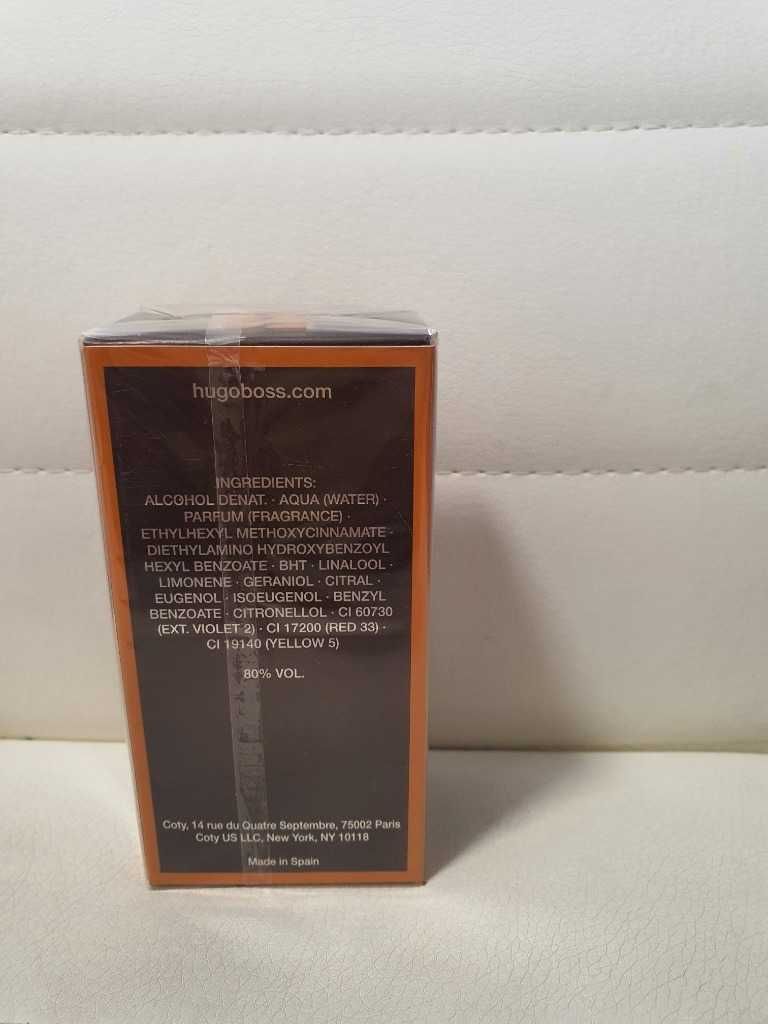 hugoboss.com
INGREDIENTS:
ALCOHOL DENAT. · AQUA (WATER) ·
PARFUM (FRAGRANCE) ·
ETHYLHEXYL METHOXYCINNAMATE ·
DIETHYLAMINO HYDROXYBENZOYL
HEXYL BENZOATE · BHT · LINALOOL ·
LIMONENE · GERANIOL · CITRAL ·
EUGENOL · ISOEUGENOL · BENZYL
BENZOATE · CITRONELLOL · CI 60730
(EXT. VIOLET 2) · CI 17200 (RED 33) ·
CI 19140 (YELLOW 5)
80% VOL.
Coty, 14 rue du Quatre Septembre, 75002 Paris
Coty US LLC, New York, NY 10118
Made in Spain